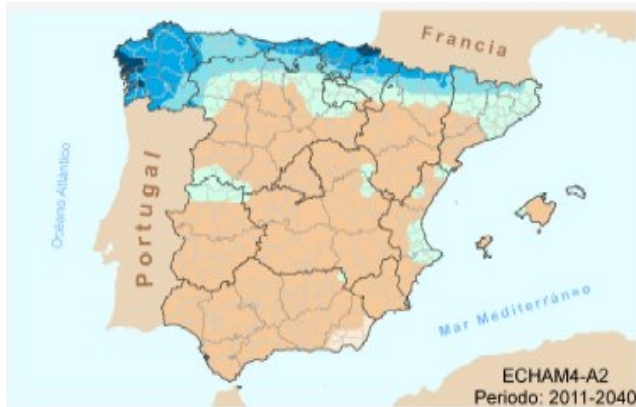 Francia
Océano Atlántico
Portugal
Mar Mediterráneo
ECHAM4-A2
Periodo: 2011-2040